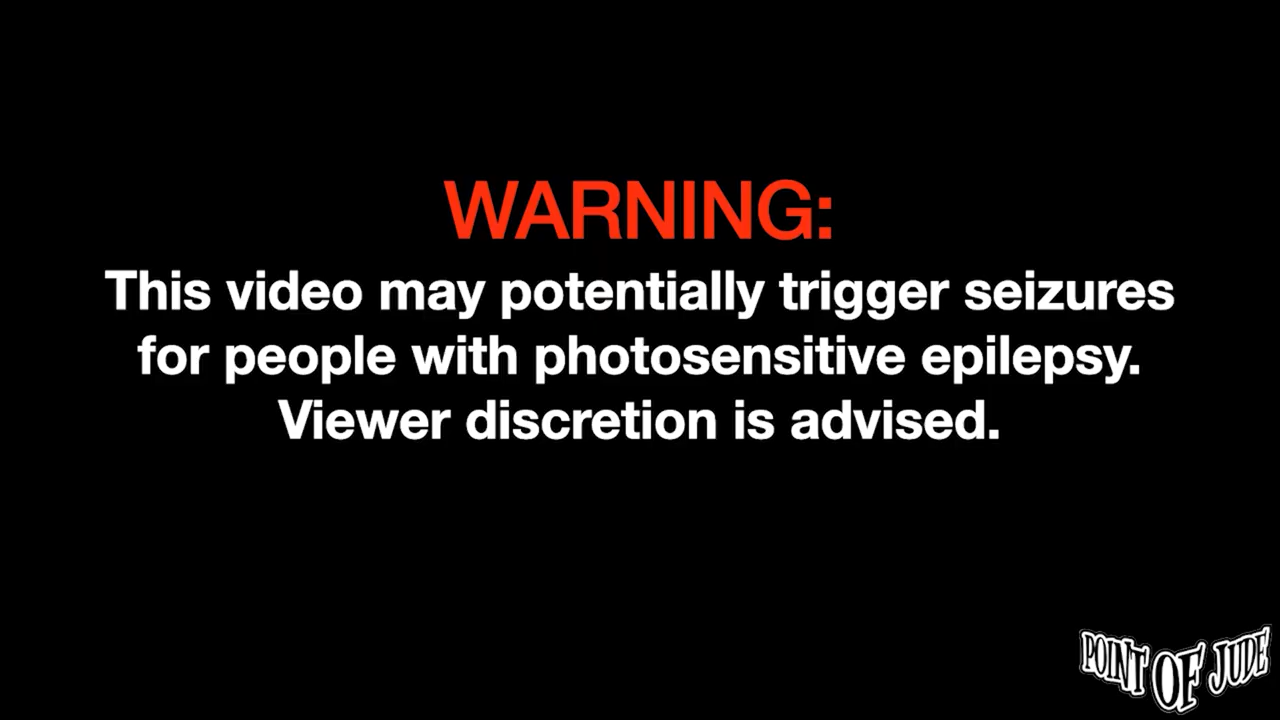 WARNING:
This video may potentially trigger seizures
for people with photosensitive epilepsy.
Viewer discretion is advised.
POINT OF JUDE